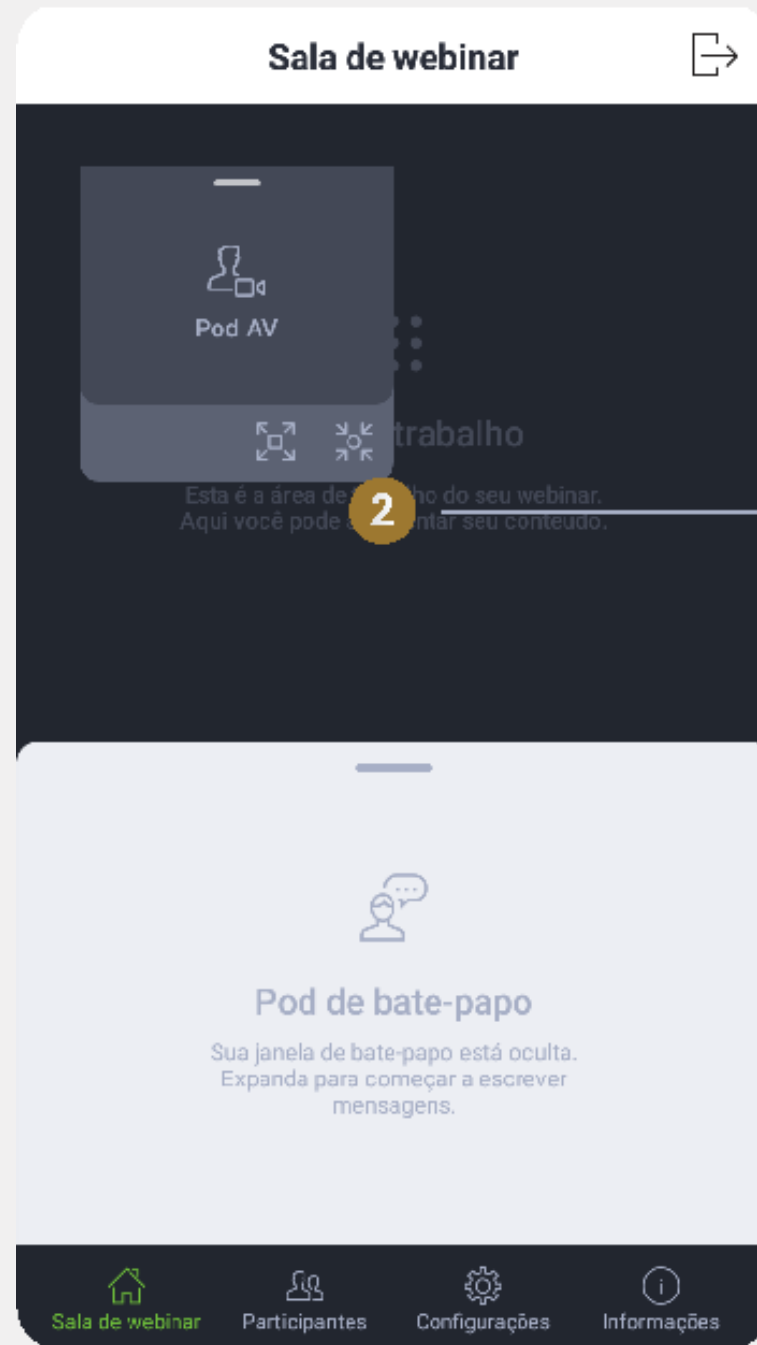 Sala de webinar
Pod AV
trabalho
Esta é a área de ho do seu webinar.
Aqui você pode ntar seu conteúdo.
2
Pod de bate-papo
Sua janela de bate-papo está oculta.
Expanda para começar a escrever
mensagens.
Sala de webinar
Participantes
Configurações
Informações